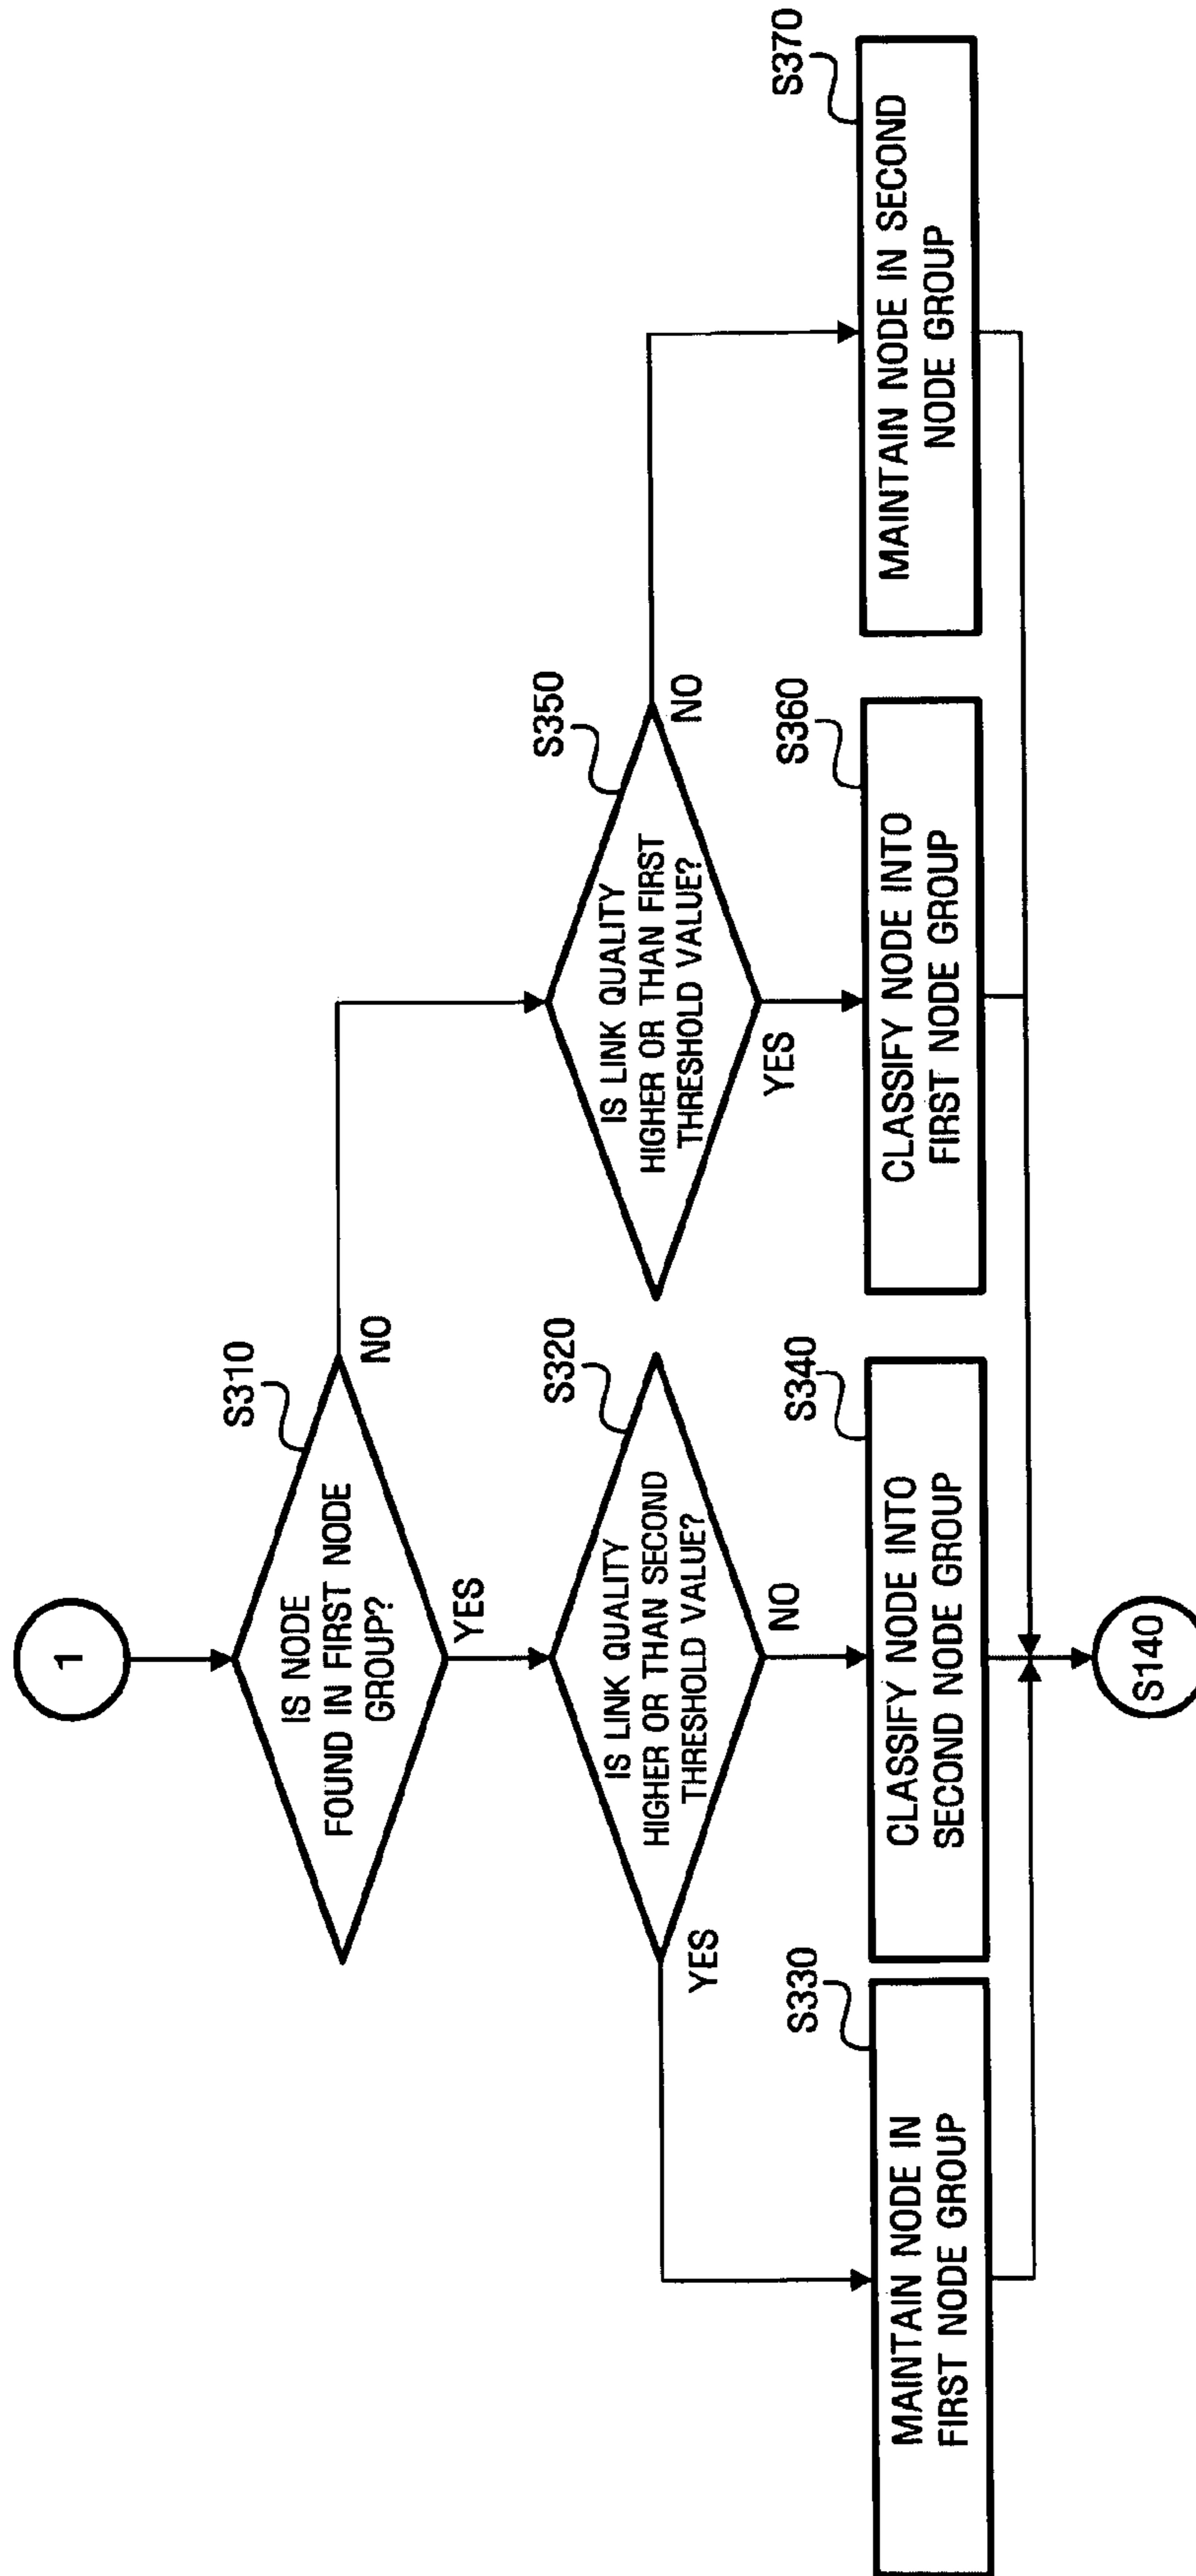 1
S310
IS NODE
FOUND IN FIRST NODE
GROUP?
NO
YES
S320
IS LINK QUALITY
HIGHER OR THAN SECOND
THRESHOLD VALUE?
YES
NO
S350
IS LINK QUALITY
HIGHER OR THAN FIRST
THRESHOLD VALUE?
NO
YES
S330
MAINTAIN NODE IN
FIRST NODE GROUP
S340
CLASSIFY NODE INTO
SECOND NODE GROUP
S360
CLASSIFY NODE INTO
FIRST NODE GROUP
S370
MAINTAIN NODE IN SECOND
NODE GROUP
S140